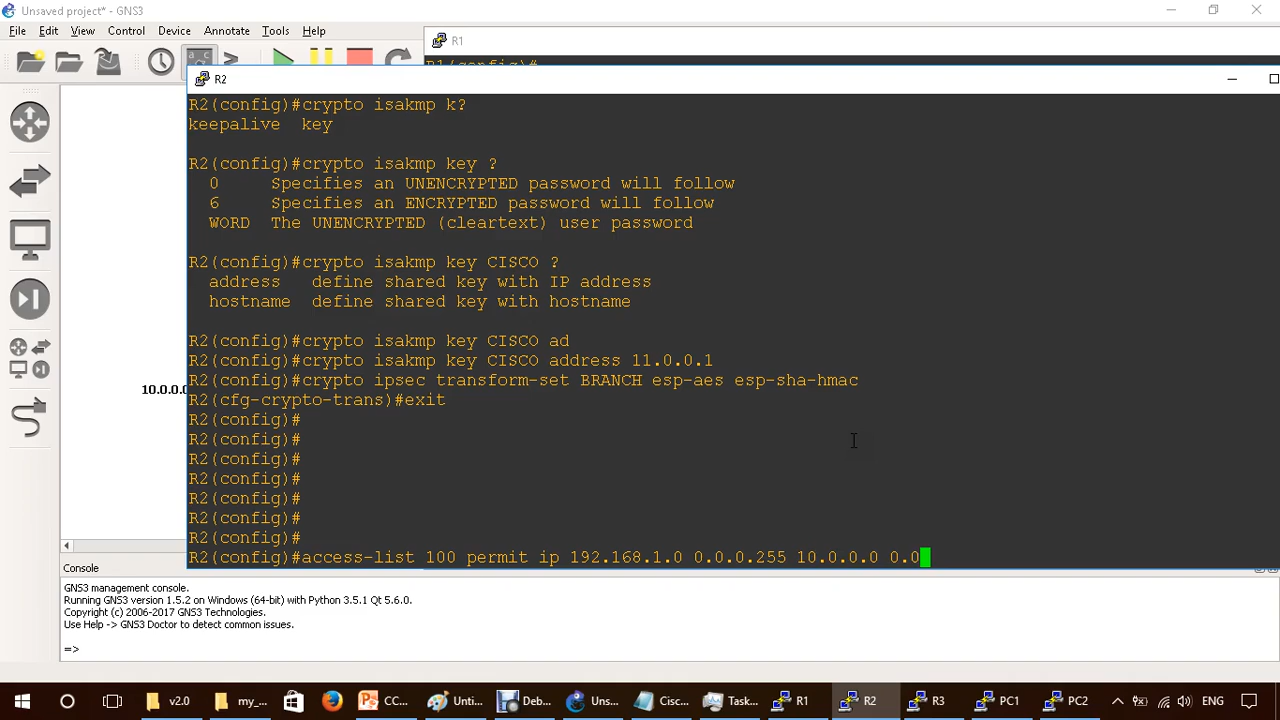 Unsaved project* - GNS3
File Edit View Control Device Annotate Tools Help
R1
R2
R2(config)#crypto isakmp k?
keepalive key
R2(config)#crypto isakmp key ?
0 Specifies an UNENCRYPTED password will follow
6 Specifies an ENCRYPTED password will follow
WORD The UNENCRYPTED (cleartext) user password
R2(config)#crypto isakmp key CISCO ?
address define shared key with IP address
hostname define shared key with hostname
R2(config)#crypto isakmp key CISCO ad
R2(config)#crypto isakmp key CISCO address 11.0.0.1
R2(config)#crypto ipsec transform-set BRANCH esp-aes esp-sha-hmac
R2(cfg-crypto-trans)#exit
R2(config)#
R2(config)#
R2(config)#
R2(config)#
R2(config)#
R2(config)#
R2(config)#
R2(config)#access-list 100 permit ip 192.168.1.0 0.0.0.255 10.0.0.0 0.0
10.0.0.
Console
GNS3 management console.
Running GNS3 version 1.5.2 on Windows (64-bit) with Python 3.5.1 Qt 5.6.0.
Copyright (c) 2006-2017 GNS3 Technologies.
Use Help -> GNS3 Doctor to detect common issues.
=>
v2.0 my_... CC... Unti... Deb... Uns... Cisc... Task... R1 R2 R3 PC1 PC2 ENG